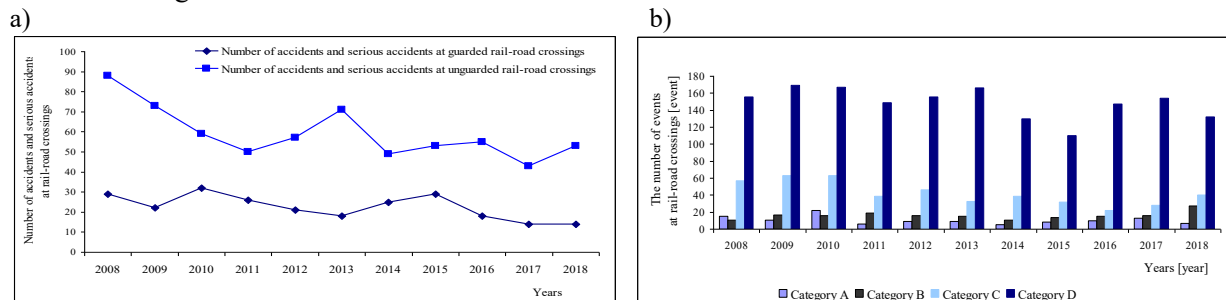 a)
Number of accidents and serious accidents
at rail-road crossings
100
90
80
70
60
50
40
30
20
10
0
Number of accidents and serious accidents at guarded rail-road crossings
Number of accidents and serious accidents at unguarded rail-road crossings
2008 2009 2010 2011 2012 2013 2014 2015 2016 2017 2018
Years
b)
The number of events
at rail-road crossings [event]
180
160
140
120
100
80
60
40
20
0
2008 2009 2010 2011 2012 2013 2014 2015 2016 2017 2018
Years [year]
Category A Category B Category C Category D